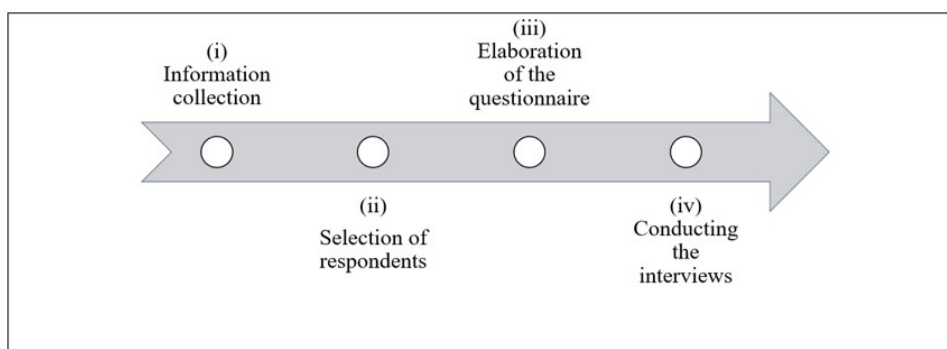 (i)
Information
collection
(ii)
Selection of
respondents
(iii)
Elaboration
of the
questionnaire
(iv)
Conducting
the
interviews